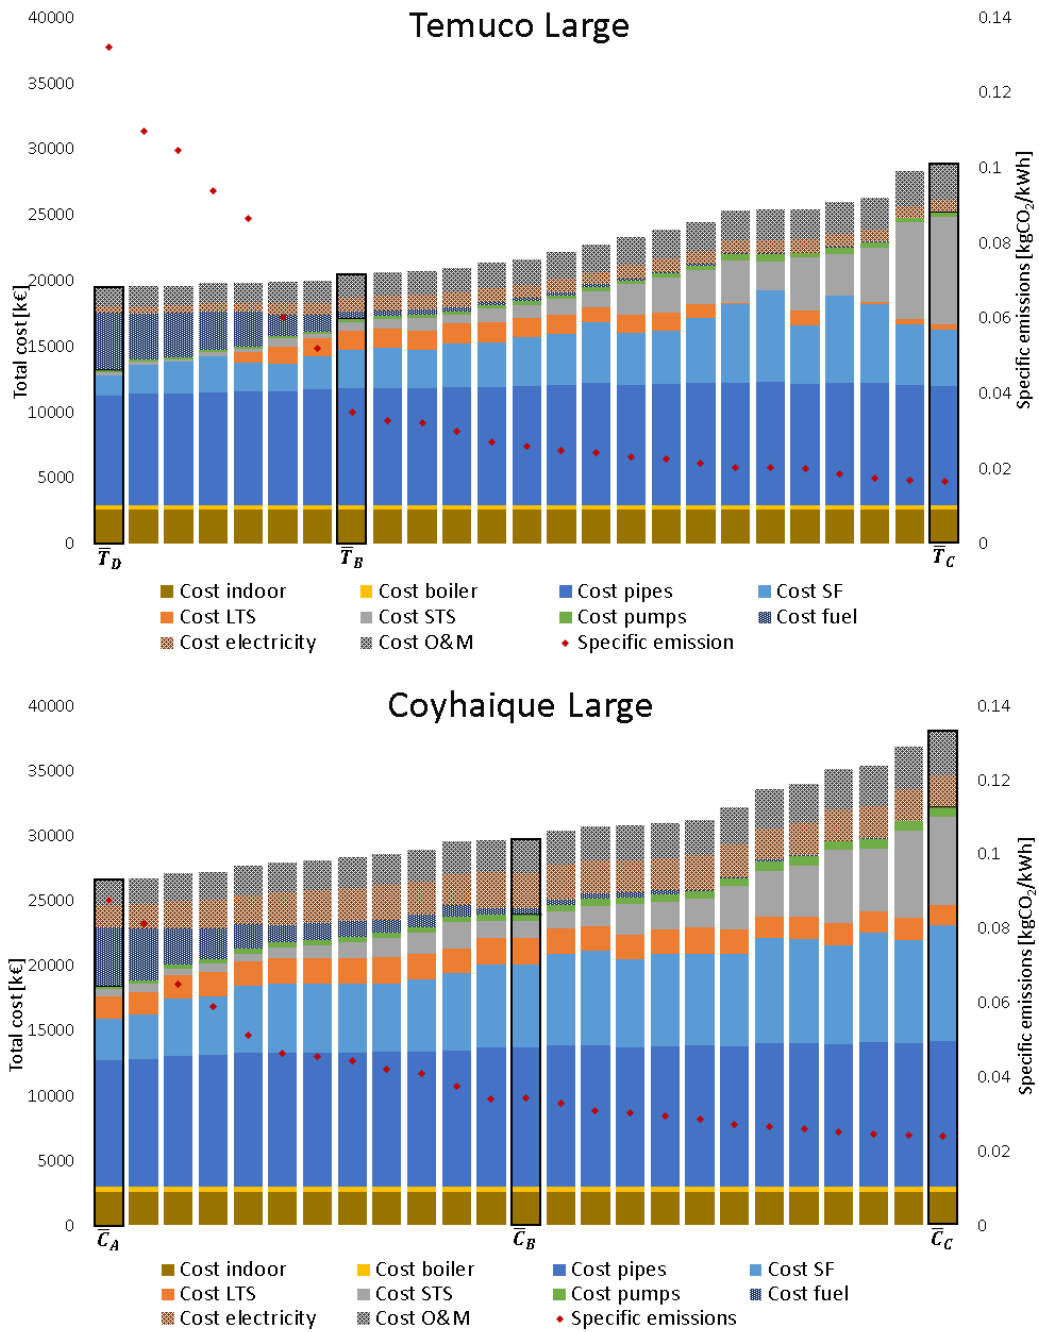 Temuco Large
40000
35000
30000
25000
20000
15000
10000
5000
0
Total cost [k€]
0.14
0.12
0.1
0.08
0.06
0.04
0.02
0
Specific emissions [kgCO₂/kWh]
T̅_D
T̅_B
T̅_C
Cost indoor
Cost boiler
Cost pipes
Cost SF
Cost LTS
Cost STS
Cost pumps
Cost fuel
Cost electricity
Cost O&M
Specific emission
Coyhaique Large
40000
35000
30000
25000
20000
15000
10000
5000
0
Total cost [k€]
0.14
0.12
0.1
0.08
0.06
0.04
0.02
0
Specific emissions [kgCO₂/kWh]
C̅_A
C̅_B
C̅_C
Cost indoor
Cost boiler
Cost pipes
Cost SF
Cost LTS
Cost STS
Cost pumps
Cost fuel
Cost electricity
Cost O&M
Specific emissions